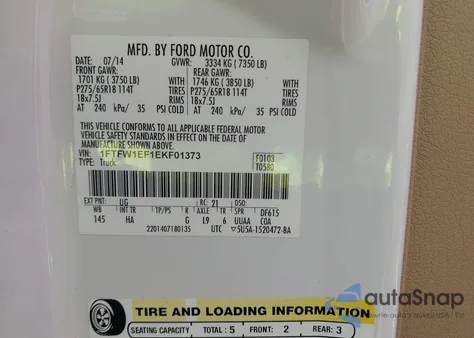 MFD. BY FORD MOTOR CO.
DATE: 07/14 GVWR: 3334 KG ( 7350 LB)
FRONT GAWR: REAR GAWR:
1701 KG ( 3750 LB) WITH 1746 KG ( 3850 LB) WITH
P275/65R18 114T TIRES P275/65R18 114T TIRES
18x7.5J RIMS 18x7.5J RIMS
AT 240 kPa/ 35 PSI COLD AT 240 kPa/ 35 PSI COLD
THIS VEHICLE CONFORMS TO ALL APPLICABLE FEDERAL MOTOR
VEHICLE SAFETY STANDARDS IN EFFECT ON THE DATE OF
MANUFACTURE SHOWN ABOVE.
VIN: 1FTFW1EF1EKF01373 F0103
TYPE: Truck T0580
EXT PNT: UG RC: 21 DSO:
WB INT TR TP/PS R AXLE TR SPR DF615
145 HA G L9 6 UUAA COA
2201407180135 UTC ▽5U5A-1520472-BA
TIRE AND LOADING INFORMATION
SEATING CAPACITY TOTAL : 5 FRONT: 2 REAR: 3
autoSnap